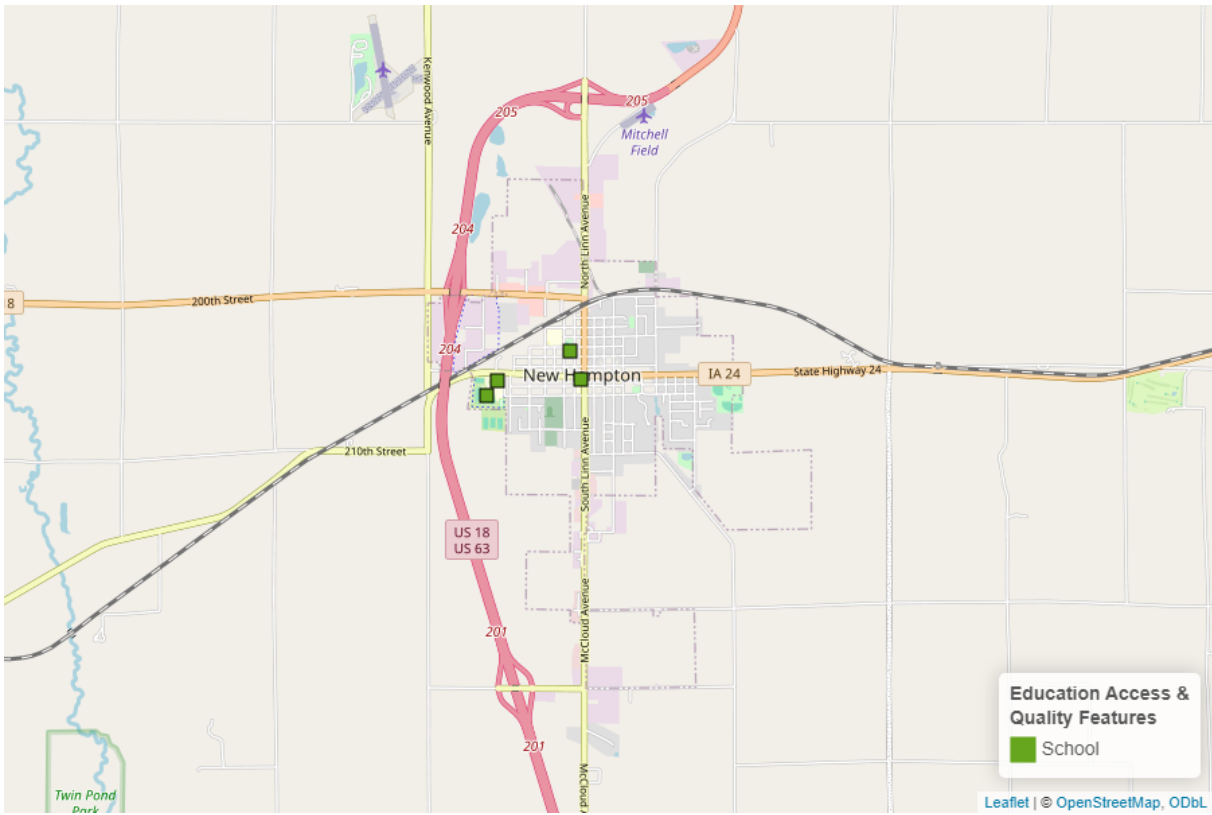 Kenwood Avenue
205
205
Mitchell
Field
204
North Linn Avenue
8
200th Street
204
New Hampton
IA 24
State Highway 24
210th Street
South Linn Avenue
US 18
US 63
McCloud Avenue
201
201
McCloud
Twin Pond
Park
Education Access &
Quality Features
School
Leaflet | © OpenStreetMap, ODbL